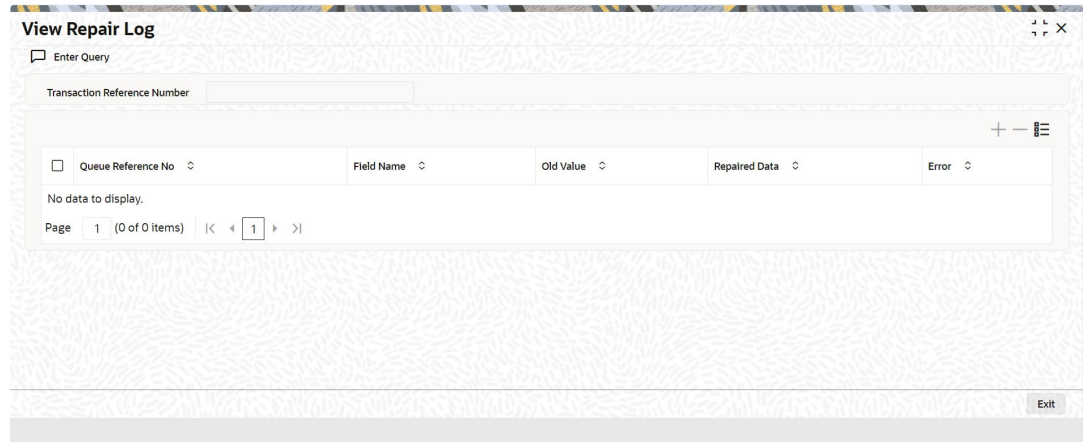 View Repair Log
Enter Query
Transaction Reference Number
Queue Reference No Field Name Old Value Repaired Data Error
No data to display.
Page 1 (0 of 0 items) 1
Exit